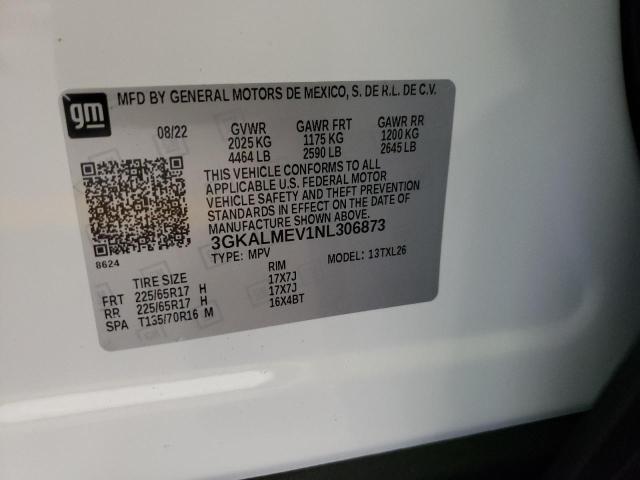 gm
MFD BY GENERAL MOTORS DE MEXICO, S. DE R.L. DE C.V.
08/22 GVWR GAWR FRT GAWR RR
2025 KG 1175 KG 1200 KG
4464 LB 2590 LB 2645 LB
THIS VEHICLE CONFORMS TO ALL
APPLICABLE U.S. FEDERAL MOTOR
VEHICLE SAFETY AND THEFT PREVENTION
STANDARDS IN EFFECT ON THE DATE OF
MANUFACTURE SHOWN ABOVE.
3GKALMEV1NL306873
8624
TYPE: MPV MODEL: 13TXL26
TIRE SIZE RIM
FRT 225/65R17 H 17X7J
RR 225/65R17 H 17X7J
SPA T135/70R16 M 16X4BT